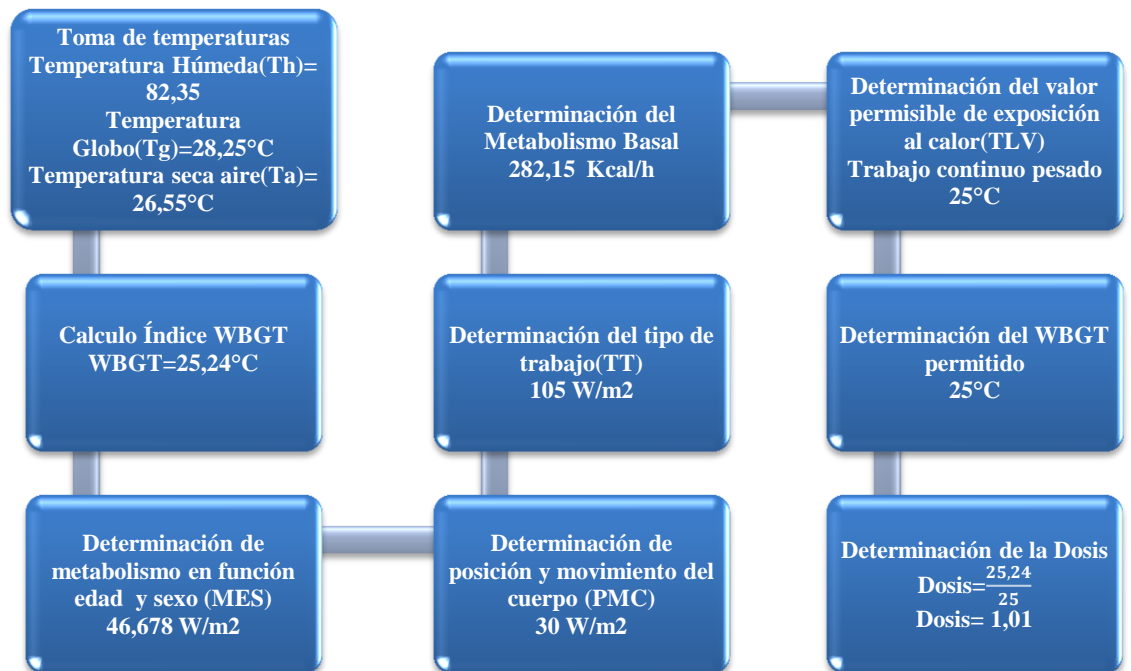 Toma de temperaturas
Temperatura Húmeda(Th)=
82,35
Temperatura
Globo(Tg)=28,25°C
Temperatura seca aire(Ta)=
26,55°C
Calculo Índice WBGT
WBGT=25,24°C
Determinación de
metabolismo en función
edad y sexo (MES)
46,678 W/m2
Determinación de
posición y movimiento del
cuerpo (PMC)
30 W/m2
Determinación del tipo de
trabajo(TT)
105 W/m2
Determinación del
Metabolismo Basal
282,15 Kcal/h
Determinación del valor
permisible de exposición
al calor(TLV)
Trabajo continuo pesado
25°C
Determinación del WBGT
permitido
25°C
Determinación de la Dosis
Dosis=25,24/25
Dosis= 1,01